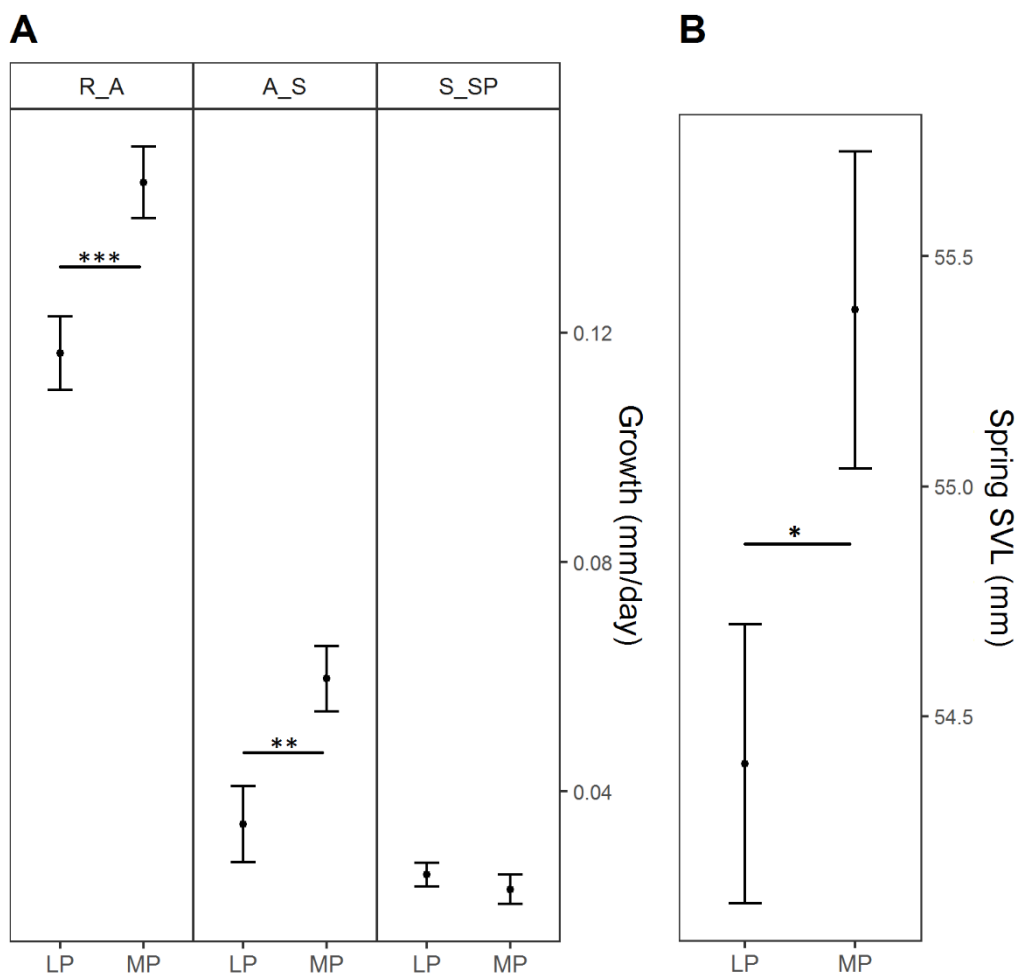 A
R_A A_S S_SP
***
**
0.12
0.08
0.04
Growth (mm/day)
LP MP LP MP LP MP
B
*
55.5
55.0
54.5
Spring SVL (mm)
LP MP